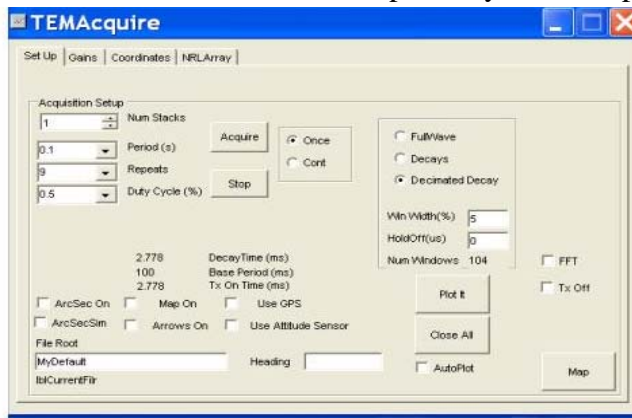 TEMAcquire
Set Up Gains Coordinates NRLArray
Acquisition Setup
1 Num Stacks
0.1 Period (s)
9 Repeats
0.5 Duty Cycle (%)
Acquire
Stop
Once
Cont
FullWave
Decays
Decimated Decay
Win Width(%) 5
HoldOff(us) 0
Num Windows 104
2.778 DecayTime (ms)
100 Base Period (ms)
2.778 Tx On Time (ms)
FFT
Tx Off
ArcSec On Map On Use GPS
ArcSecSim Arrows On Use Attitude Sensor
Plot It
Close All
AutoPlot
Map
File Root
MyDefault Heading
lblCurrentFilr